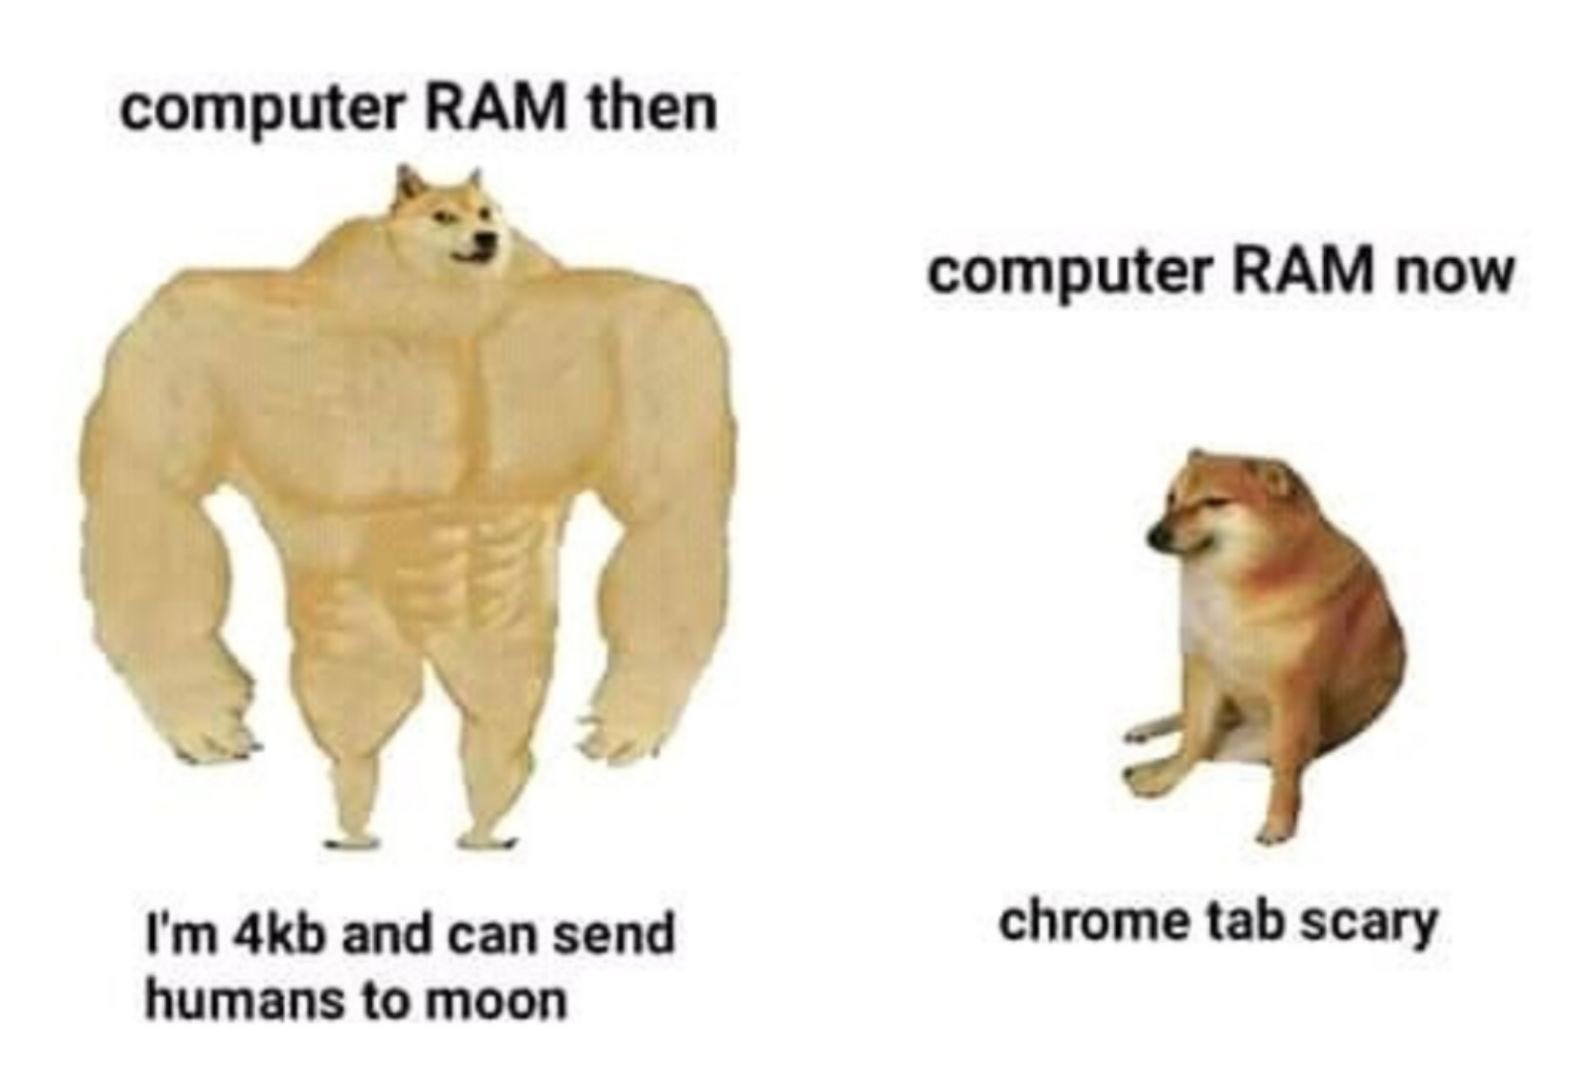 computer RAM then
computer RAM now
I'm 4kb and can send
humans to moon
chrome tab scary